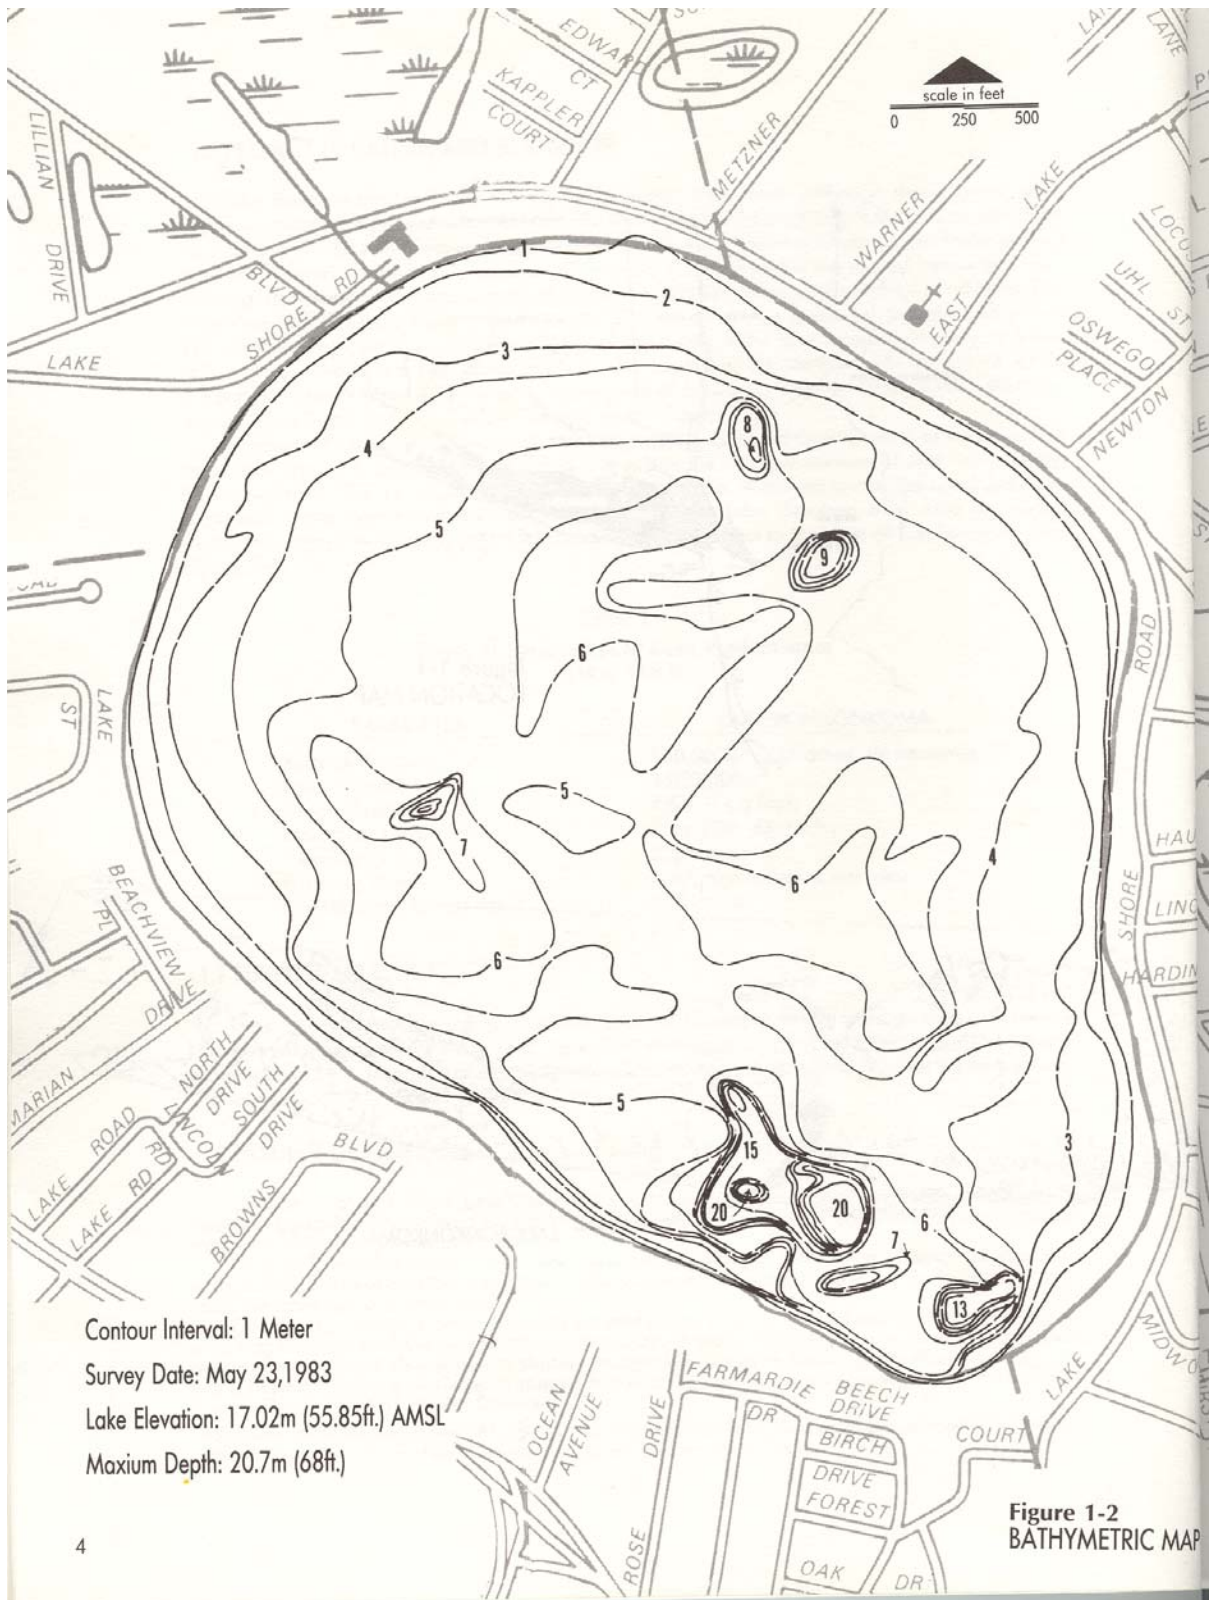 EDWARD
CT
KAPPLER
COURT
scale in feet
0 250 500
LANE
LILLIAN
DRIVE
METZNER
WARNER
LAKE
EAST
LOCUS
UHL ST
OSWEGO
PLACE
NEWTON
BLVD
SHORE RD
LAKE
1
2
3
4
8
5
9
ROAD
6
LAKE
ST
5
7
4
6
HAU
SHORE
LINC
HARDIN
BEACHVIEW
PL
DRIVE
6
MARIAN
NORTH
DRIVE
SOUTH
DRIVE
LINCOLN
LAKE ROAD
RD
LAKE RD
BROWNS
BLVD
5
15
20
20
3
6
7
13
MIDWO
LAKE
Contour Interval: 1 Meter
Survey Date: May 23,1983
Lake Elevation: 17.02m (55.85ft.) AMSL
Maxium Depth: 20.7m (68ft.)
OCEAN
AVENUE
ROSE DRIVE
FARMARDIE
DR
BEECH
DRIVE
BIRCH
DRIVE
FOREST
OAK DR
COURT
Figure 1-2
BATHYMETRIC MAP
4